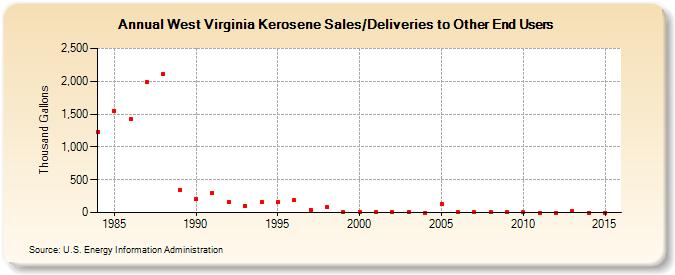 Annual West Virginia Kerosene Sales/Deliveries to Other End Users
Thousand Gallons
2,500
2,000
1,500
1,000
500
0
1985 1990 1995 2000 2005 2010 2015
Source: U.S. Energy Information Administration